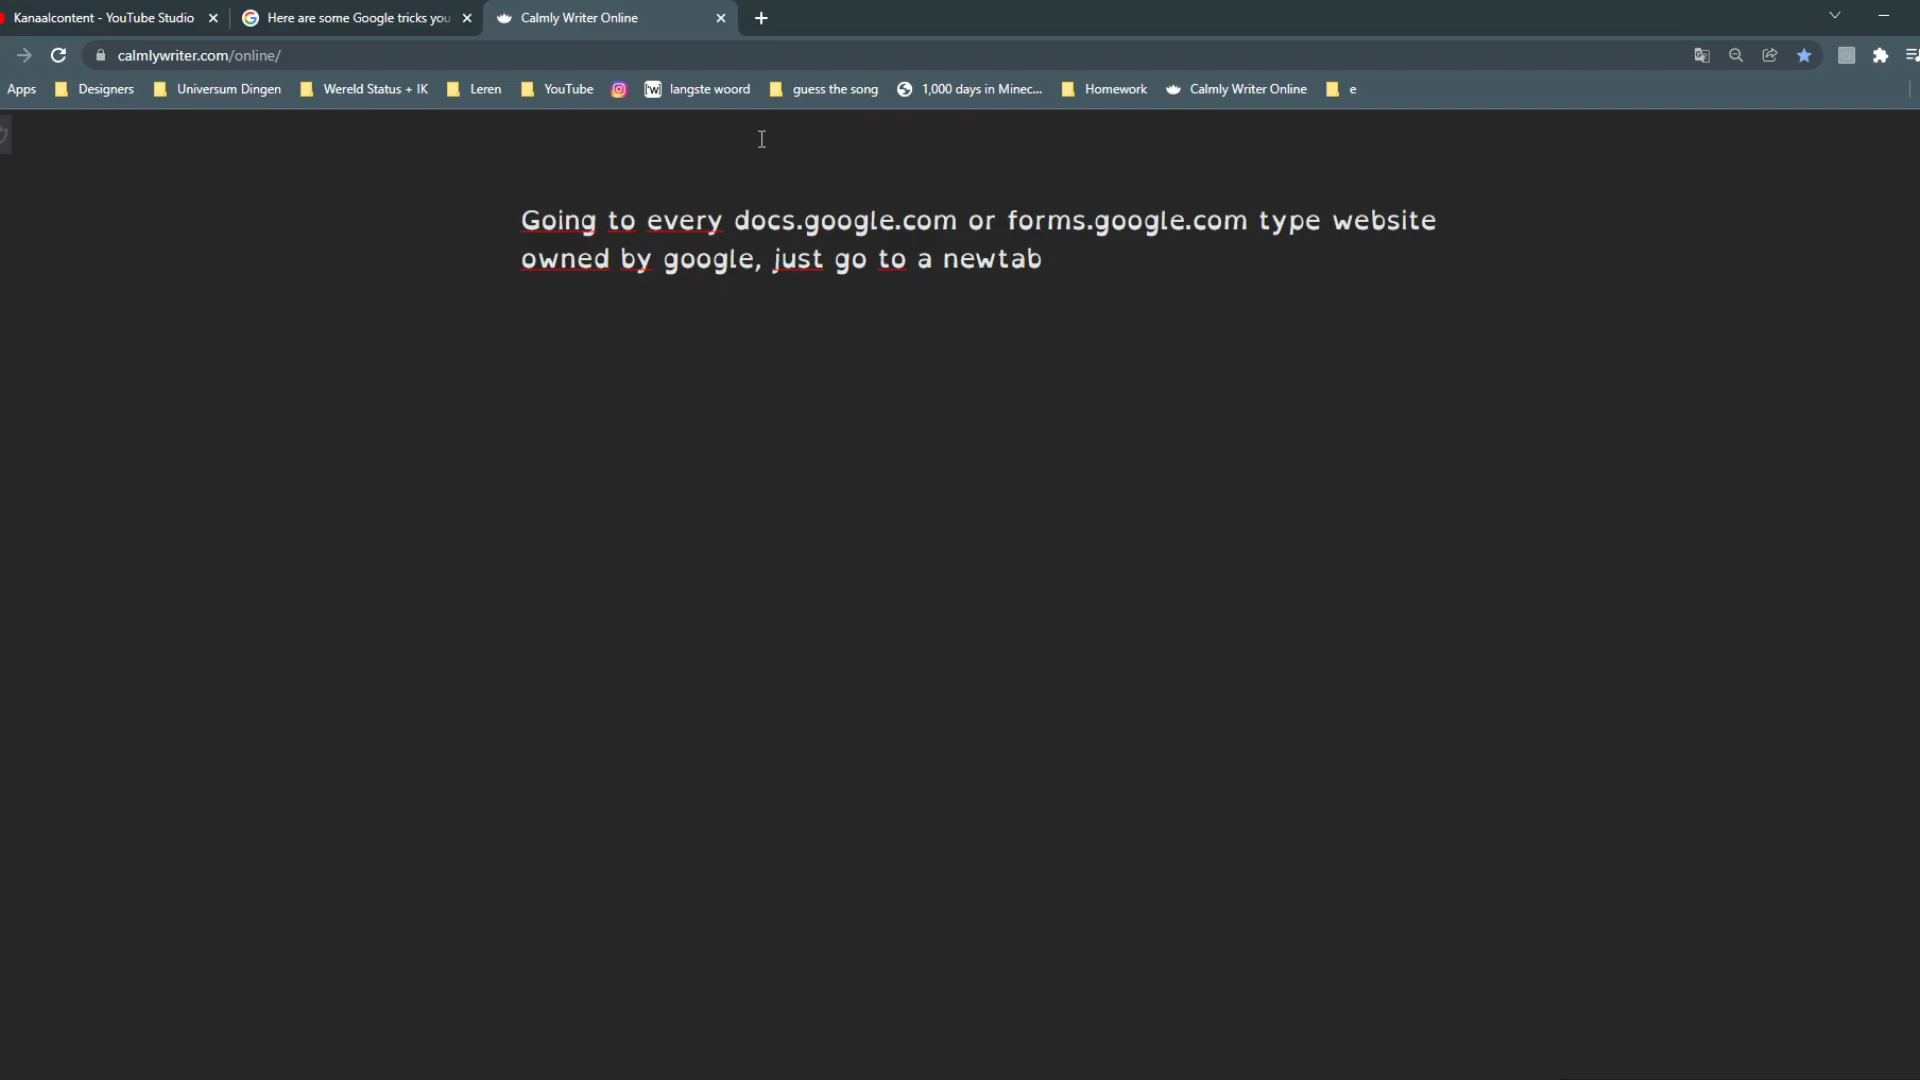 Kanaalcontent - YouTube Studio
Here are some Google tricks you
Calmly Writer Online
calmlywriter.com/online/
Apps
Designers
Universum Dingen
Wereld Status + IK
Leren
YouTube
langste woord
guess the song
1,000 days in Minec...
Homework
Calmly Writer Online
e
Going to every docs.google.com or forms.google.com type website
owned by google, just go to a newtab